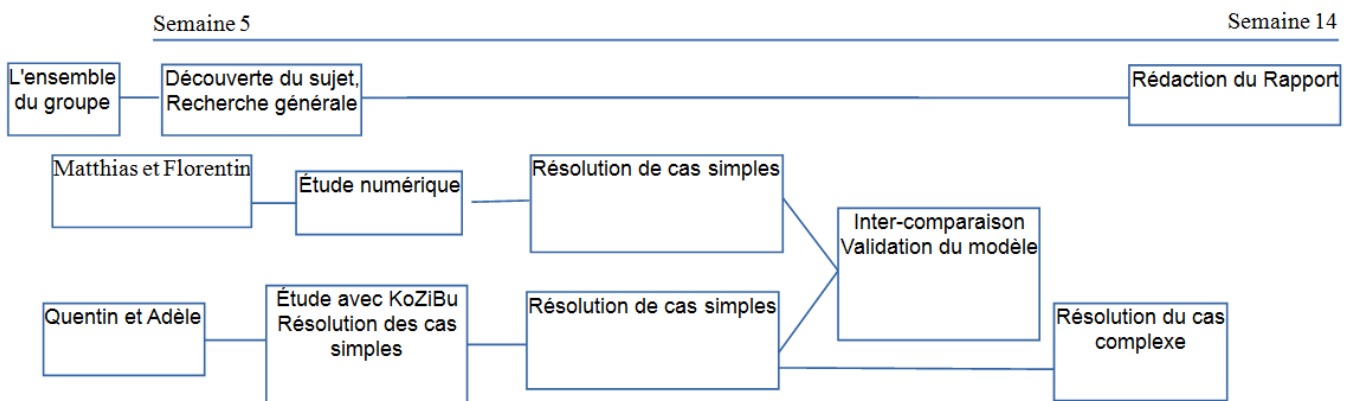 Semaine 5
Semaine 14
L'ensemble
du groupe
Découverte du sujet,
Recherche générale
Rédaction du Rapport
Matthias et Florentin
Étude numérique
Résolution de cas simples
Inter-comparaison
Validation du modèle
Quentin et Adèle
Étude avec KoZiBu
Résolution des cas
simples
Résolution de cas simples
Résolution du cas
complexe